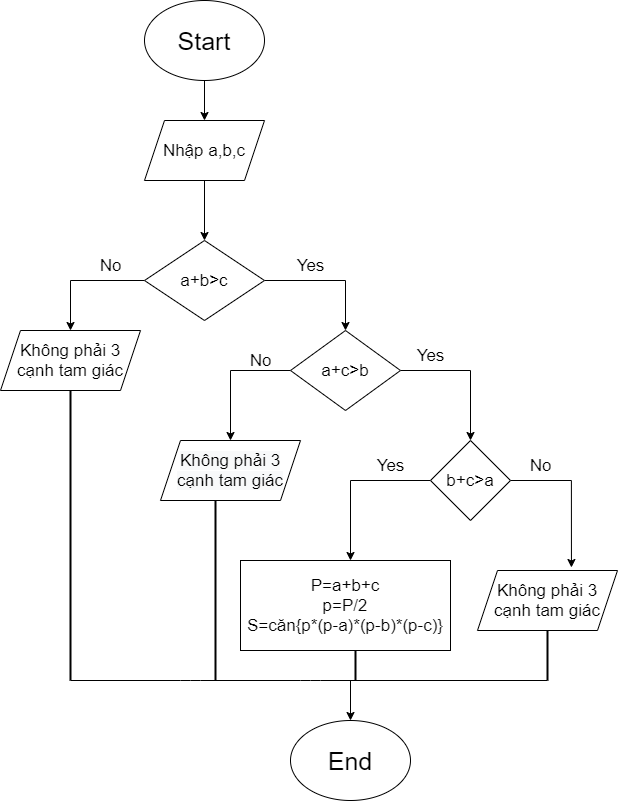 Start
Nhập a,b,c
a+b>c
No
Yes
Không phải 3
cạnh tam giác
a+c>b
No
Yes
Không phải 3
cạnh tam giác
b+c>a
Yes
No
P=a+b+c
p=P/2
S=căn{p*(p-a)*(p-b)*(p-c)}
Không phải 3
cạnh tam giác
End